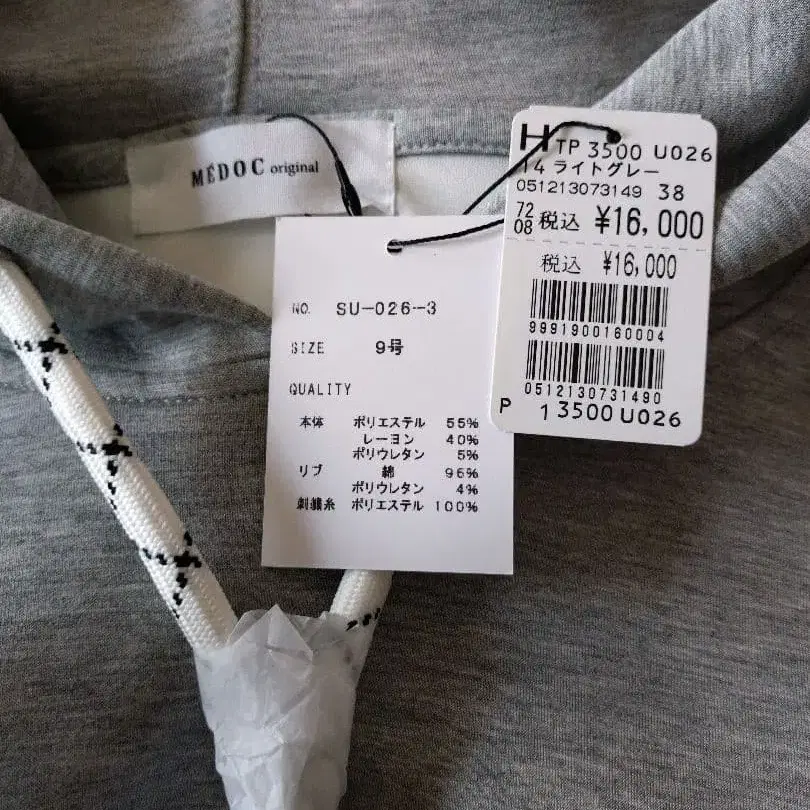 MÉDOC original
NO. SU-026-3
SIZE 9号
QUALITY
本体 ポリエステル 55%
レーヨン 40%
ポリウレタン 5%
リブ 綿 96%
ポリウレタン 4%
刺繍糸 ポリエステル 100%
H TP 3500 U026
14 ライトグレー
051213073149 38
72
08 税込 ¥16,000
税込 ¥16,000
9991900160004
0512130731490
P 1 3500 U026